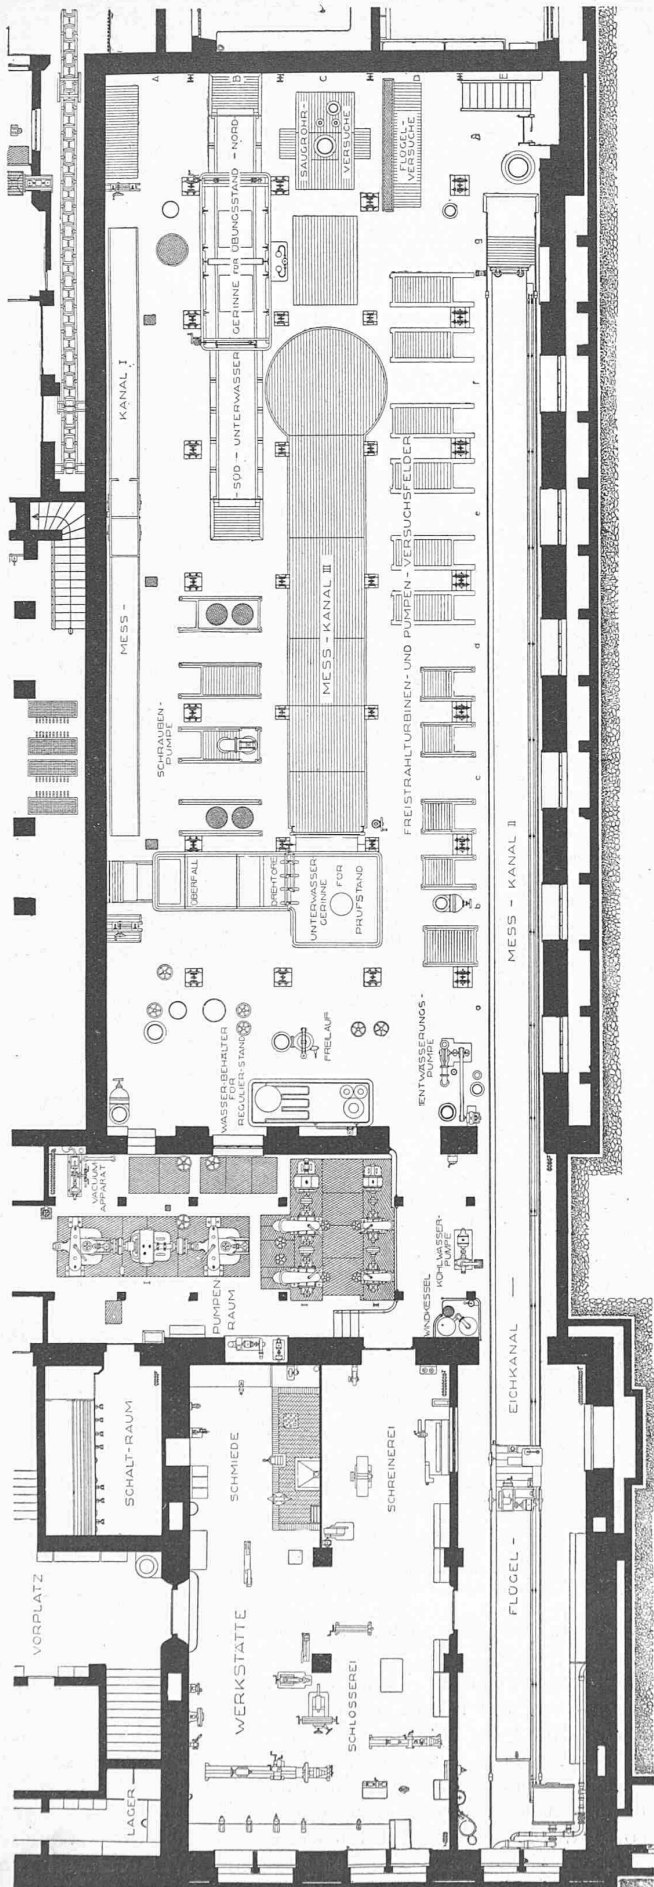 A
B
C
D
E
SAUGROHR-
VERSUCHE
FLÜGEL-
VERSUCHE
SÜD - UNTERWASSER GERINNE FÜR ÜBUNGSSTAND - NORD
g
f
e
d
c
b
a
MESS - KANAL I
MESS-KANAL III
FREISTRAHLTURBINEN- UND PUMPEN-VERSUCHSFELDER
MESS - KANAL II
SCHRAUBEN-
PUMPE
ÜBERFALL
DREHTORE
UNTERWASSER-
GERINNE FÜR
PRÜFSTAND
WASSER-BEHÄLTER
FÜR
REGULIER-STAND
FREILAUF
ENTWÄSSERUNGS-
PUMPE
VACUUM
APPARAT
PUMPEN
RAUM
I
I
II
WINDKESSEL
KÜHLWASSER-
PUMPE
SCHALT-RAUM
SCHMIEDE
SCHREINEREI
FLÜGEL - EICHKANAL
VORPLATZ
WERKSTÄTTE
SCHLOSSEREI
LAGER